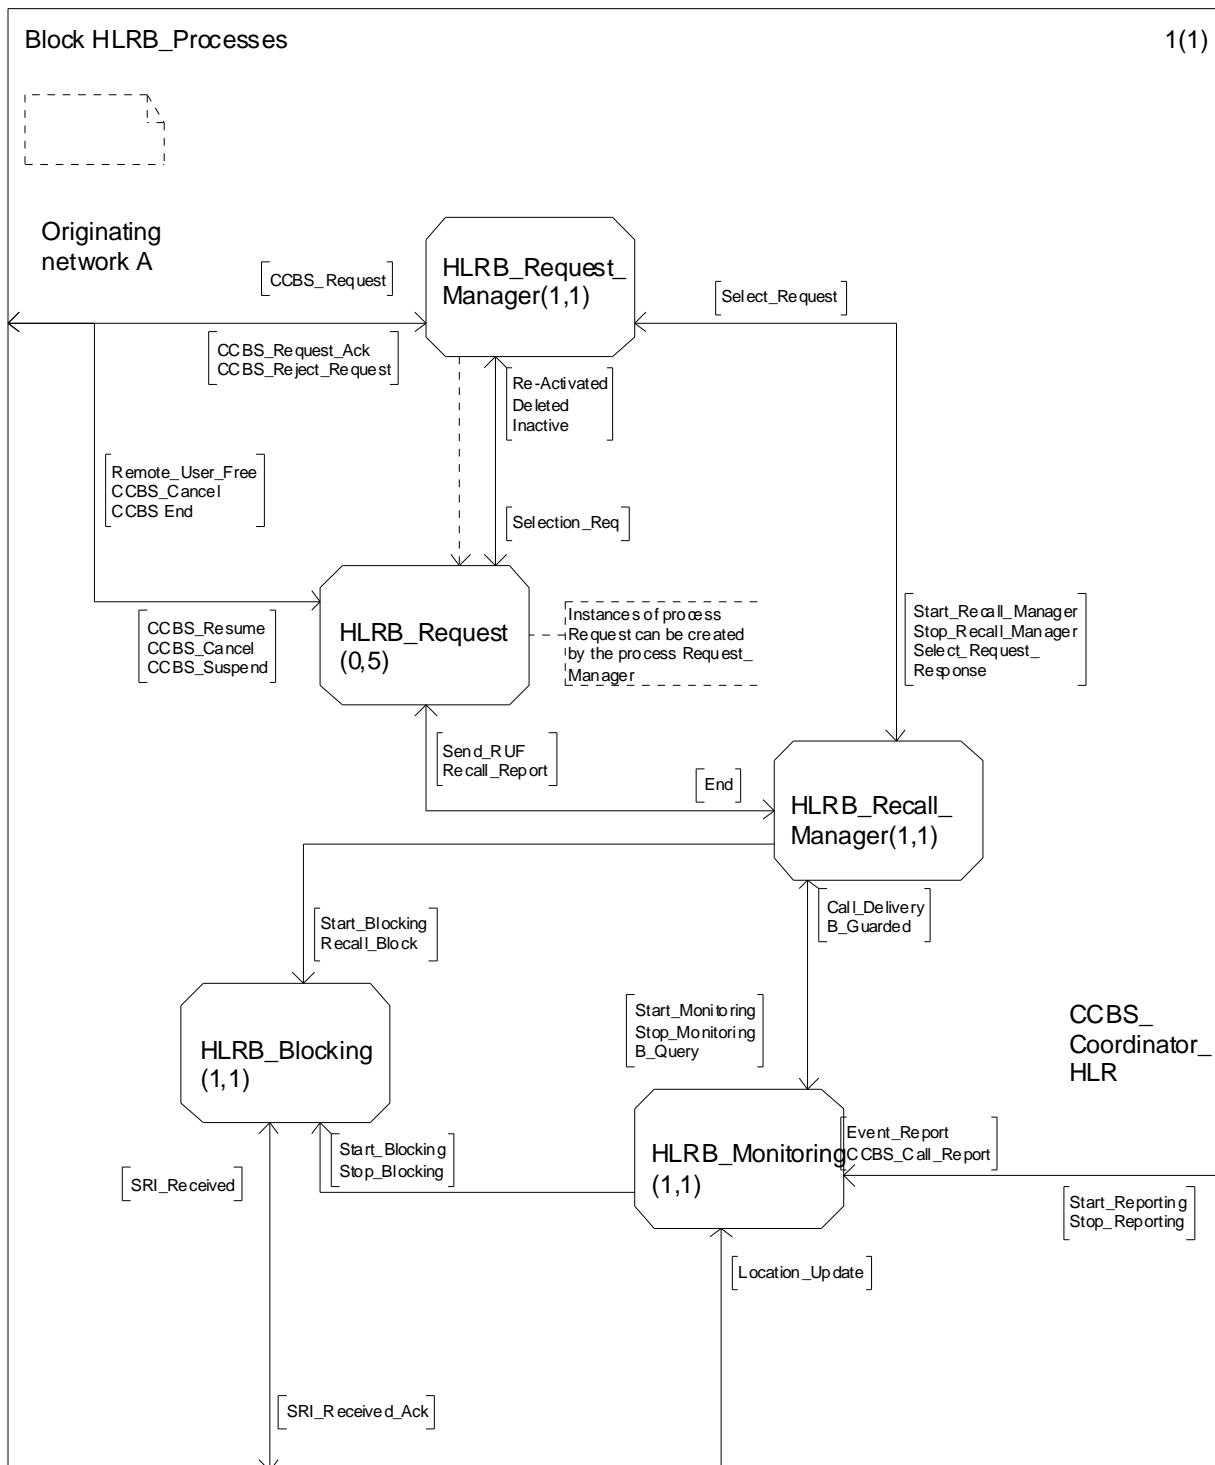 Block HLRB_Processes
1(1)
Originating
network A
CCBS_Request
HLRB_Request_
Manager(1,1)
Select_Request
CCBS_Request_Ack
CCBS_Reject_Request
Re-Activated
Deleted
Inactive
Remote_User_Free
CCBS_Cancel
CCBS End
Selection_Req
HLRB_Request
(0,5)
Instances of process
Request can be created
by the process Request_
Manager
CCBS_Resume
CCBS_Cancel
CCBS_Suspend
Start_Recall_Manager
Stop_Recall_Manager
Select_Request_
Response
Send_RUF
Recall_Report
End
HLRB_Recall_
Manager(1,1)
Start_Blocking
Recall_Block
Call_Delivery
B_Guarded
Start_Monitoring
Stop_Monitoring
B_Query
CCBS_
Coordinator_
HLR
HLRB_Blocking
(1,1)
Start_Blocking
Stop_Blocking
HLRB_Monitoring
(1,1)
Event_Report
CCBS_Call_Report
SRI_Received
Start_Reporting
Stop_Reporting
Location_Update
SRI_Received_Ack